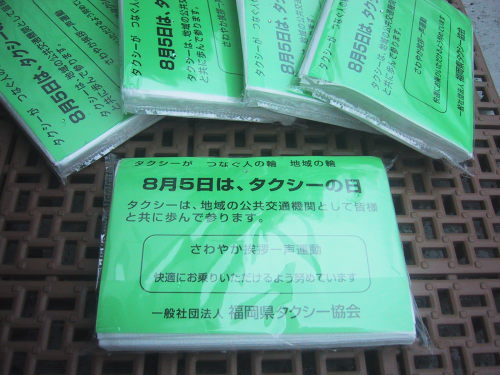 タクシーが つなぐ人の輪 地域の輪
8月5日は、タクシーの日
タクシーは、地域の公共交通機関として皆様
と共に歩んで参ります。
さわやか挨拶一声運動
快適にお乗りいただけるよう努めています
一般社団法人 福岡県タクシー協会